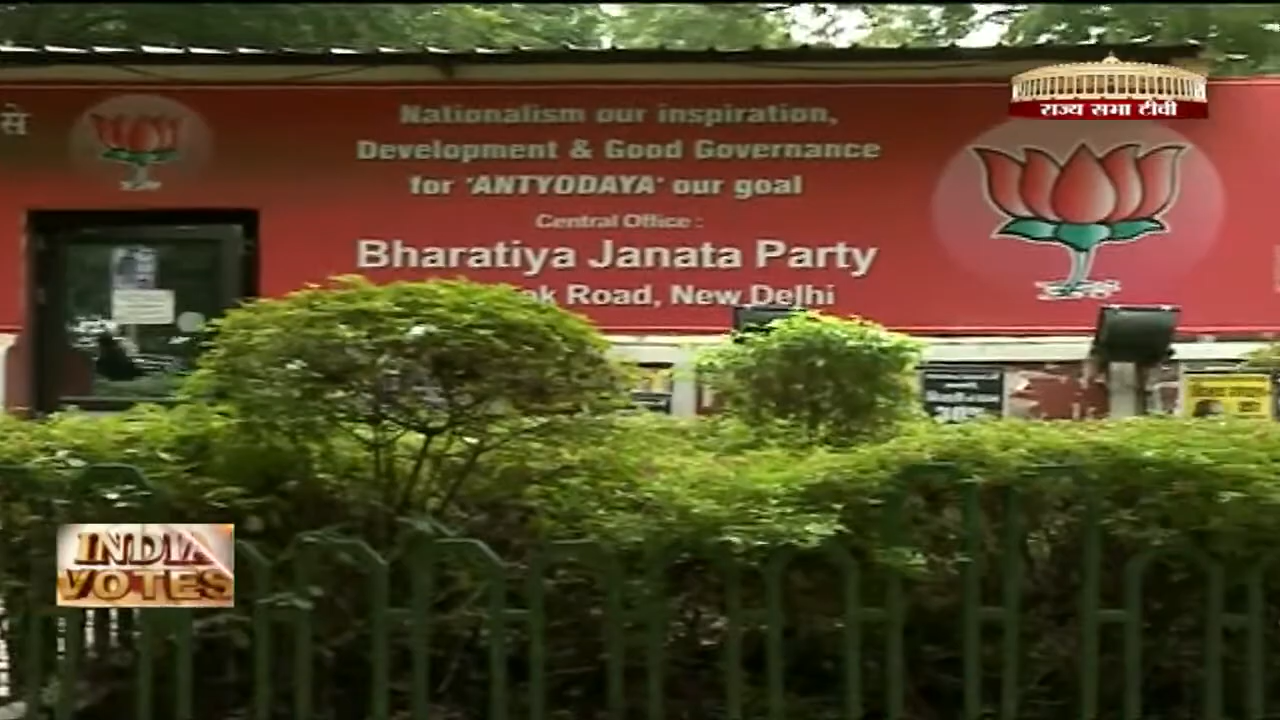 राज्य सभा टीवी
से
Nationalism our inspiration,
Development & Good Governance
for 'ANTYODAYA' our goal
Central Office :
Bharatiya Janata Party
Road, New Delhi
INDIA
VOTES